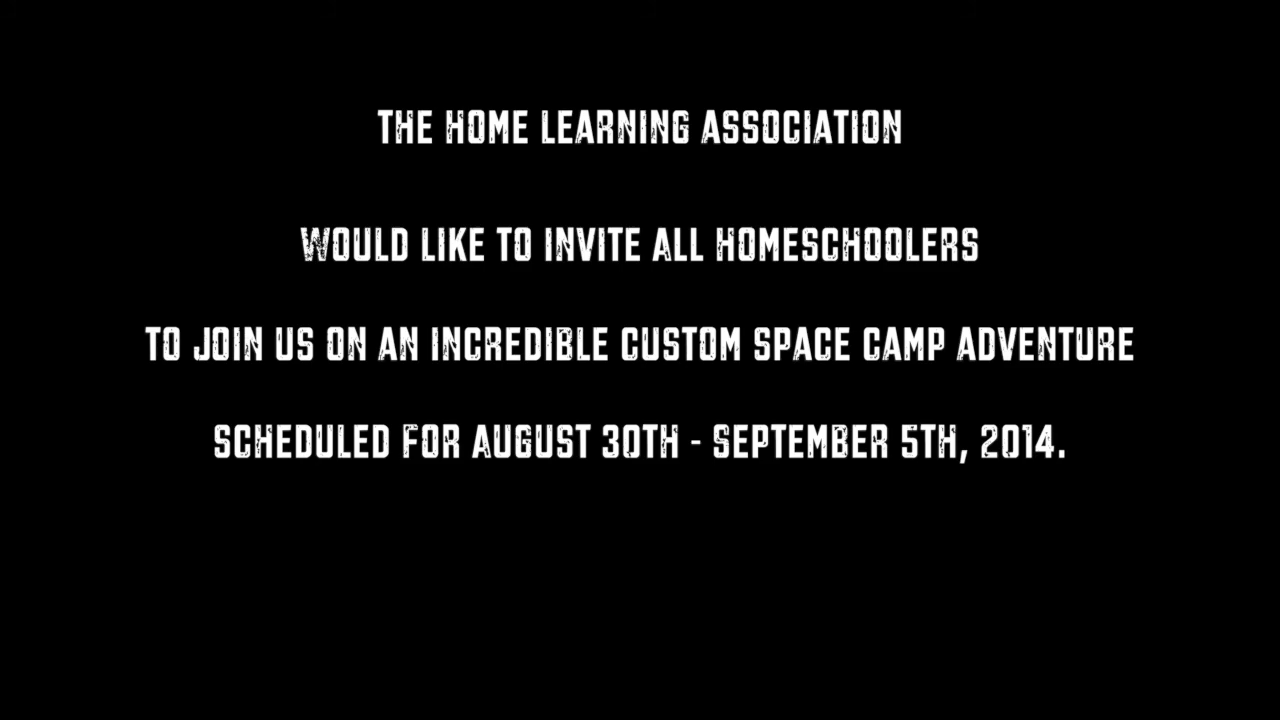 THE HOME LEARNING ASSOCIATION
WOULD LIKE TO INVITE ALL HOMESCHOOLERS
TO JOIN US ON AN INCREDIBLE CUSTOM SPACE CAMP ADVENTURE
SCHEDULED FOR AUGUST 30TH - SEPTEMBER 5TH, 2014.